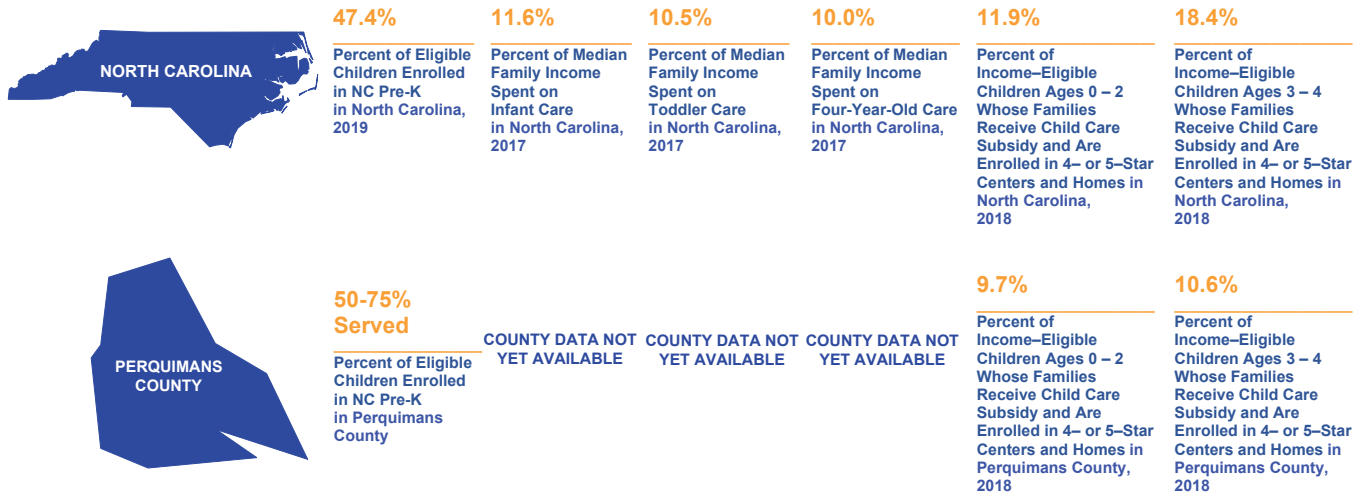 NORTH CAROLINA
47.4%
Percent of Eligible
Children Enrolled
in NC Pre-K
in North Carolina,
2019
11.6%
Percent of Median
Family Income
Spent on
Infant Care
in North Carolina,
2017
10.5%
Percent of Median
Family Income
Spent on
Toddler Care
in North Carolina,
2017
10.0%
Percent of Median
Family Income
Spent on
Four-Year-Old Care
in North Carolina,
2017
11.9%
Percent of
Income–Eligible
Children Ages 0 – 2
Whose Families
Receive Child Care
Subsidy and Are
Enrolled in 4– or 5–Star
Centers and Homes in
North Carolina,
2018
18.4%
Percent of
Income–Eligible
Children Ages 3 – 4
Whose Families
Receive Child Care
Subsidy and Are
Enrolled in 4– or 5–Star
Centers and Homes in
North Carolina,
2018
PERQUIMANS
COUNTY
50-75%
Served
Percent of Eligible
Children Enrolled
in NC Pre-K
in Perquimans
County
COUNTY DATA NOT
YET AVAILABLE
COUNTY DATA NOT
YET AVAILABLE
COUNTY DATA NOT
YET AVAILABLE
9.7%
Percent of
Income–Eligible
Children Ages 0 – 2
Whose Families
Receive Child Care
Subsidy and Are
Enrolled in 4– or 5–Star
Centers and Homes in
Perquimans County,
2018
10.6%
Percent of
Income–Eligible
Children Ages 3 – 4
Whose Families
Receive Child Care
Subsidy and Are
Enrolled in 4– or 5–Star
Centers and Homes in
Perquimans County,
2018